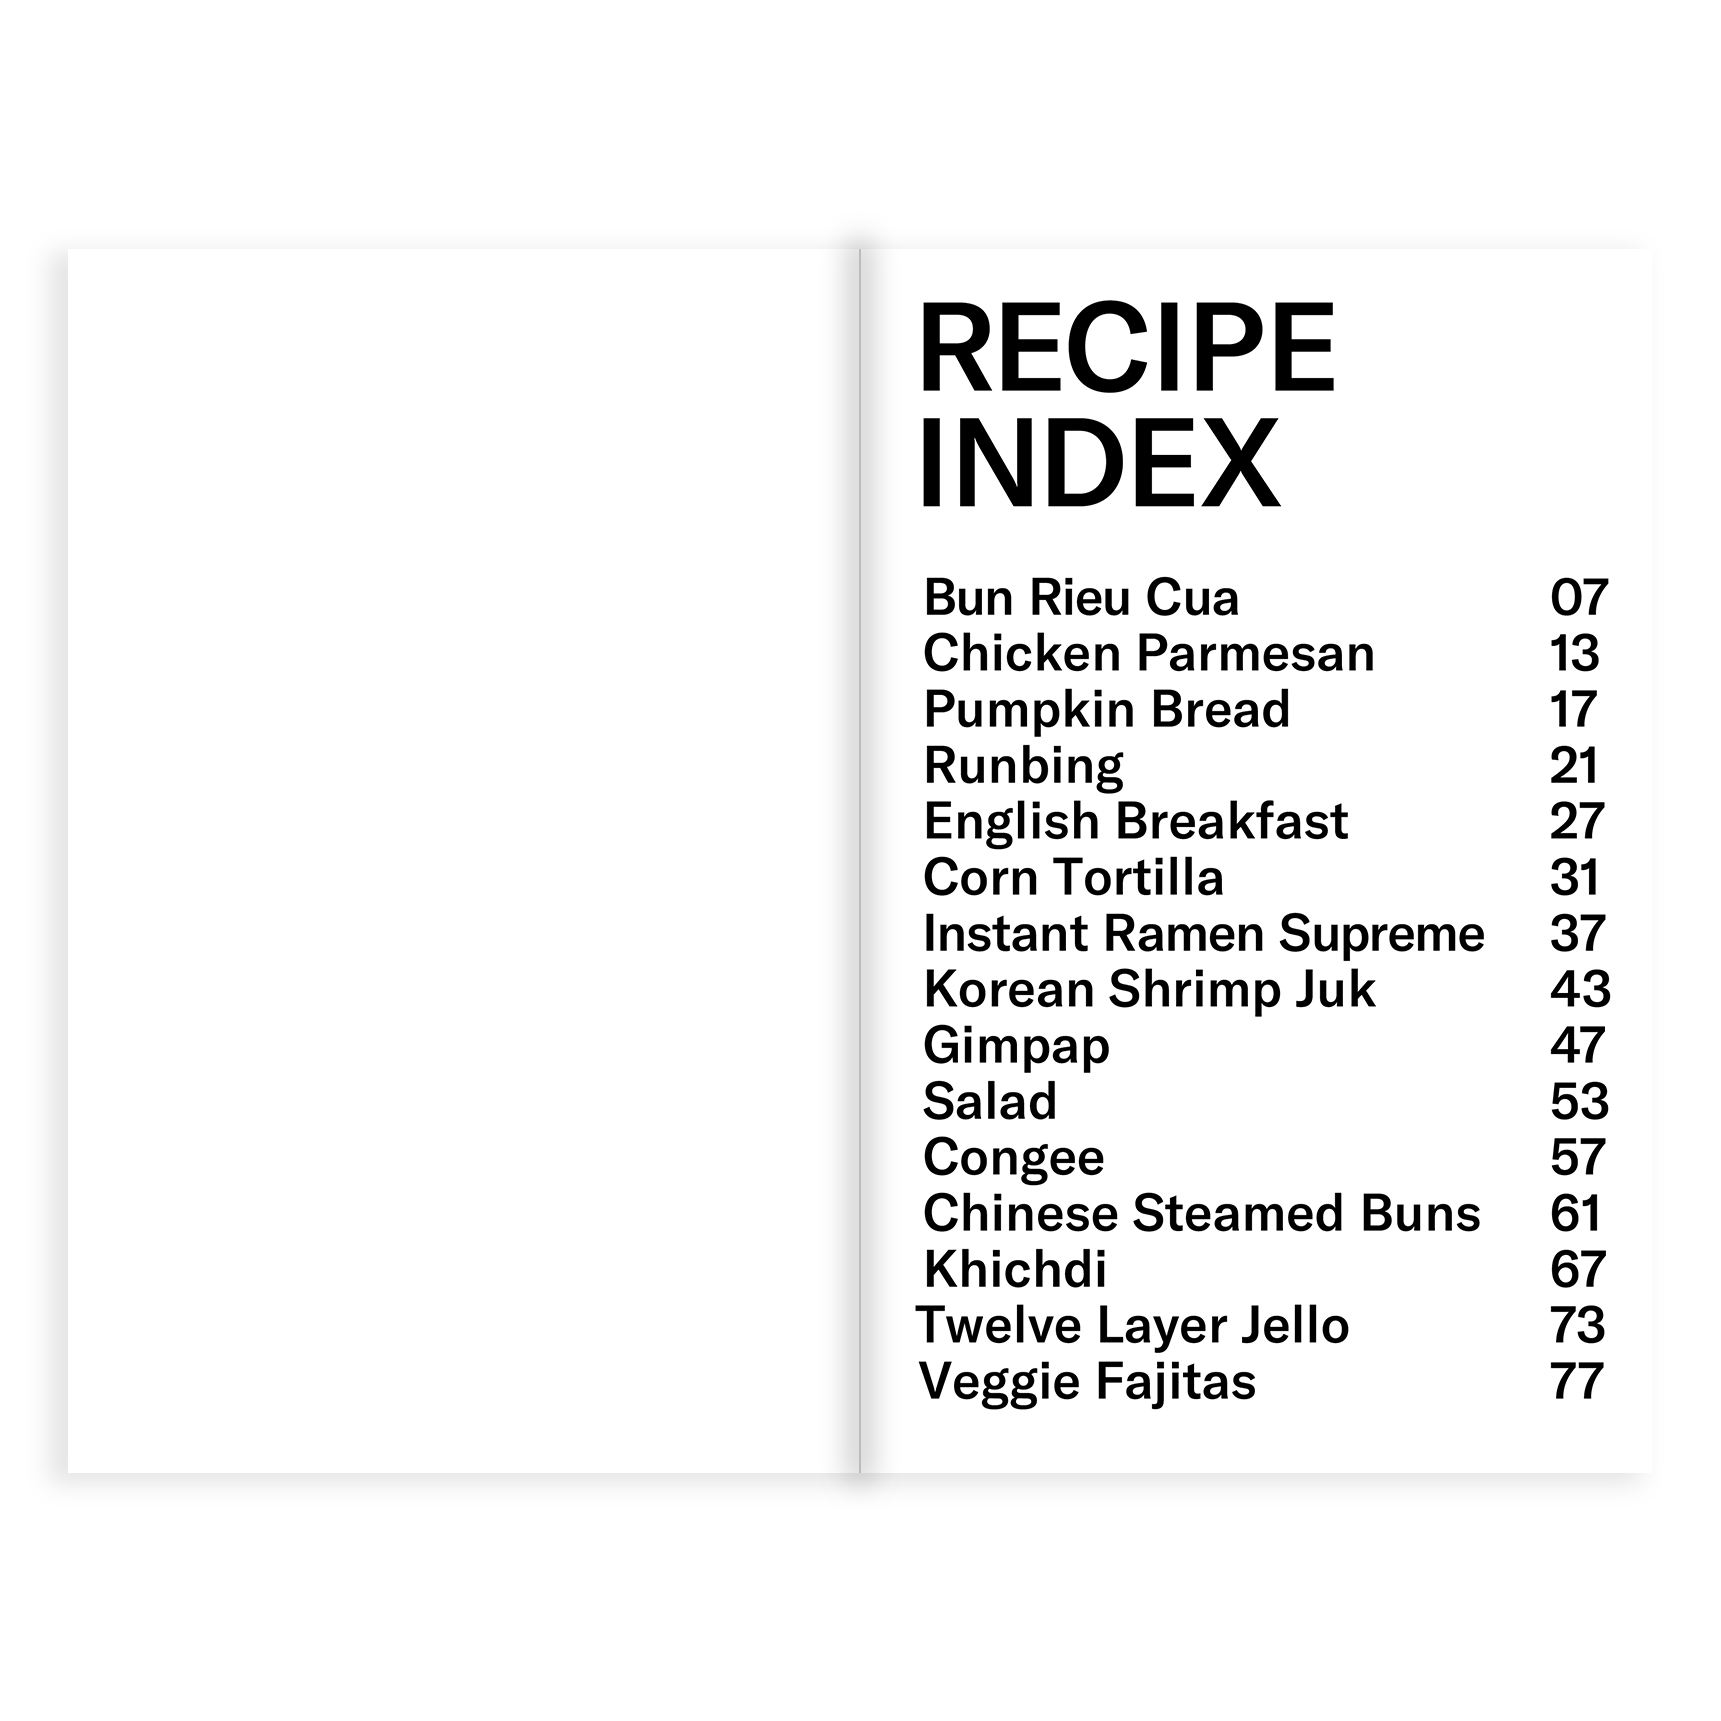 RECIPE
INDEX
Bun Rieu Cua 07
Chicken Parmesan 13
Pumpkin Bread 17
Runbing 21
English Breakfast 27
Corn Tortilla 31
Instant Ramen Supreme 37
Korean Shrimp Juk 43
Gimpap 47
Salad 53
Congee 57
Chinese Steamed Buns 61
Khichdi 67
Twelve Layer Jello 73
Veggie Fajitas 77